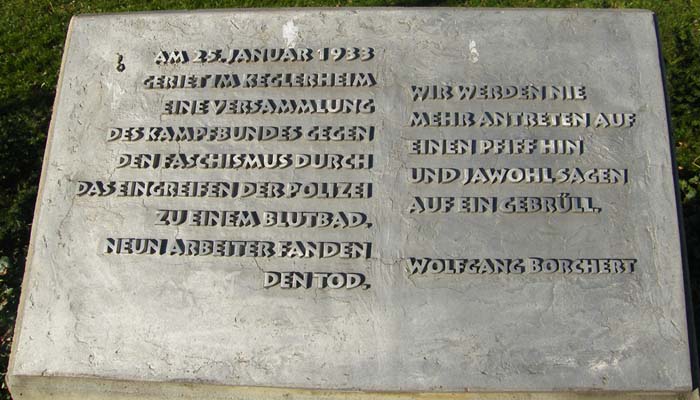 AM 25. JANUAR 1933
GERIET IM KEGLERHEIM
EINE VERSAMMLUNG
DES KAMPFBUNDES GEGEN
DEN FASCHISMUS DURCH
DAS EINGREIFEN DER POLIZEI
ZU EINEM BLUTBAD.
NEUN ARBEITER FANDEN
DEN TOD.
WIR WERDEN NIE
MEHR ANTRETEN AUF
EINEN PFIFF HIN
UND JAWOHL SAGEN
AUF EIN GEBRÜLL.
WOLFGANG BORCHERT